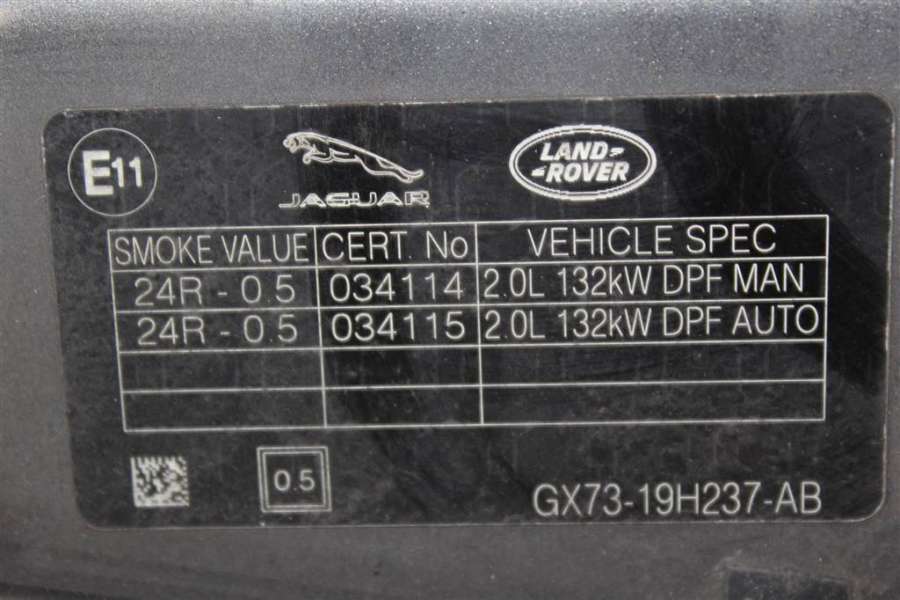 E11
JAGUAR
LAND-
-ROVER
SMOKE VALUE CERT. No VEHICLE SPEC
24R - 0.5 034114 2.0L 132kW DPF MAN
24R - 0.5 034115 2.0L 132kW DPF AUTO
0.5
GX73-19H237-AB